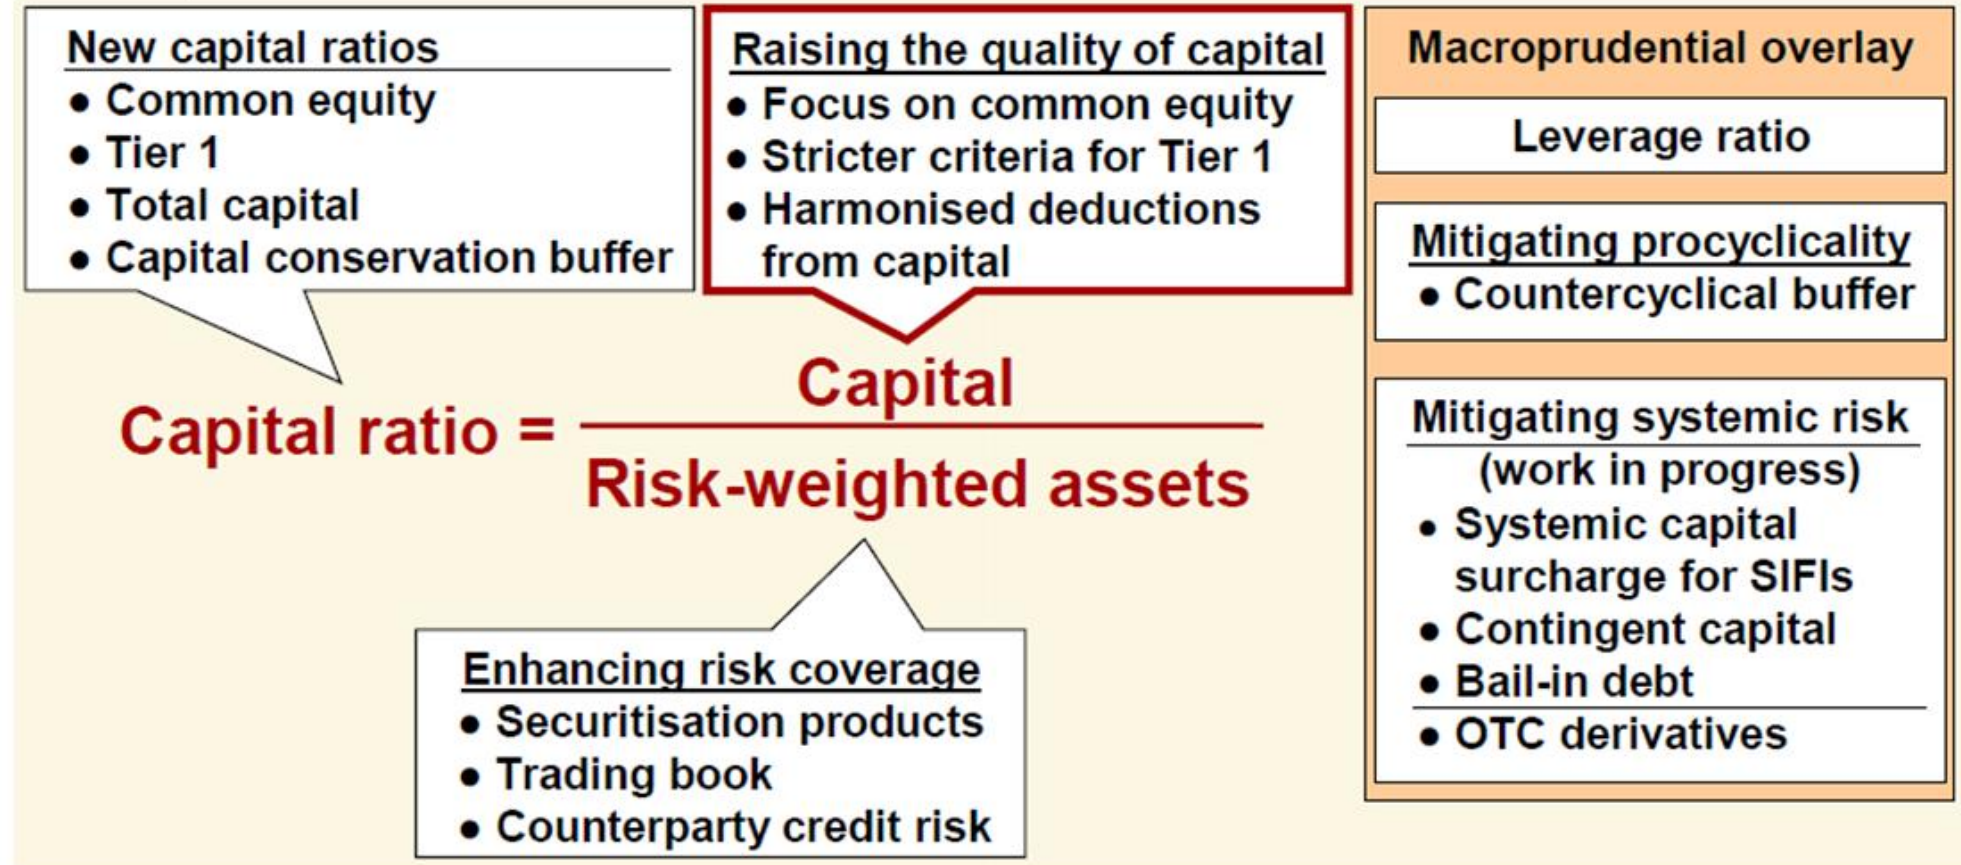 New capital ratios
● Common equity
● Tier 1
● Total capital
● Capital conservation buffer
Raising the quality of capital
● Focus on common equity
● Stricter criteria for Tier 1
● Harmonised deductions
from capital
Capital ratio =
Capital
Risk-weighted assets
Enhancing risk coverage
● Securitisation products
● Trading book
● Counterparty credit risk
Macroprudential overlay
Leverage ratio
Mitigating procyclicality
● Countercyclical buffer
Mitigating systemic risk
(work in progress)
● Systemic capital
surcharge for SIFIs
● Contingent capital
● Bail-in debt
● OTC derivatives